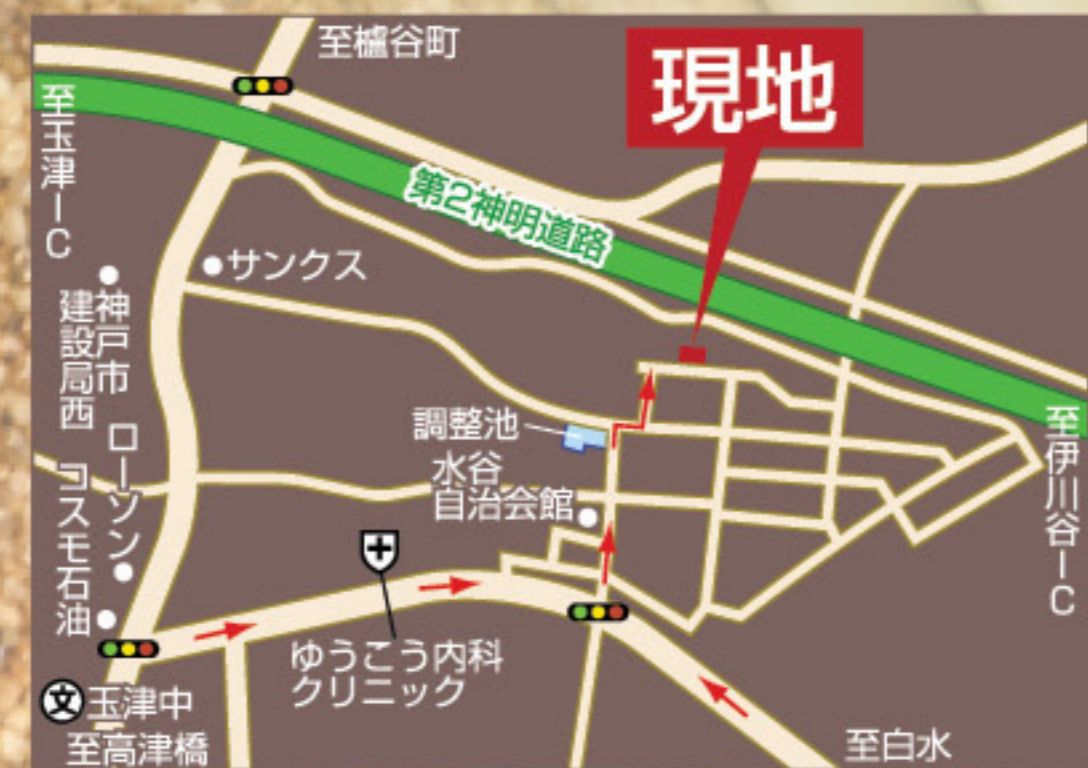 至櫨谷町
現地
至玉津IC
第2神明道路
サンクス
神戸市
建設局西
調整池
水谷
自治会館
至伊川谷IC
ローソン
コスモ石油
ゆうこう内科
クリニック
文
玉津中
至高津橋
至白水